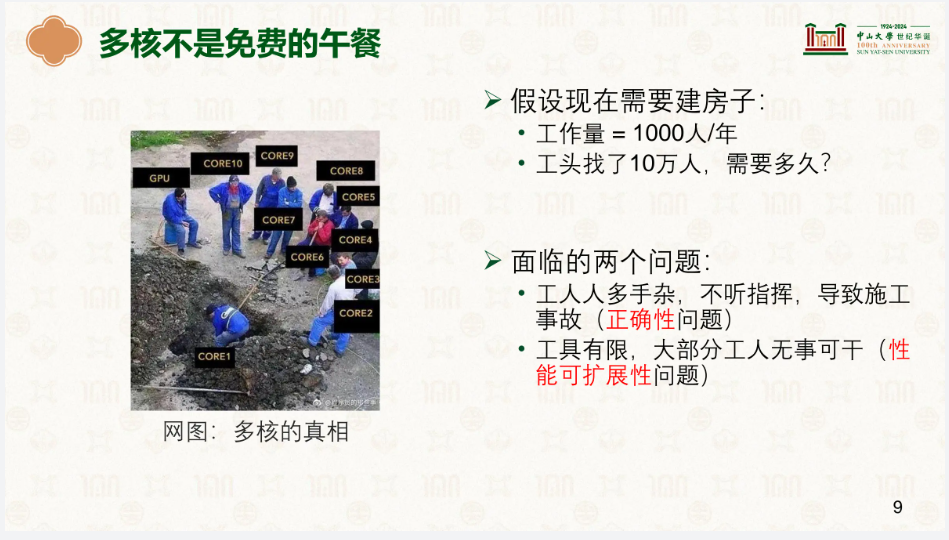 多核不是免费的午餐
1924-2024
中山大學 世纪华诞
100th ANNIVERSARY
SUN YAT-SEN UNIVERSITY
GPU
CORE10
CORE9
CORE8
CORE5
CORE7
CORE4
CORE6
CORE3
CORE2
CORE1
网图：多核的真相
假设现在需要建房子：
工作量 = 1000人/年
工头找了10万人，需要多久？
面临的两个问题：
工人人多手杂，不听指挥，导致施工
事故（正确性问题）
工具有限，大部分工人无事可干（性
能可扩展性问题）
9